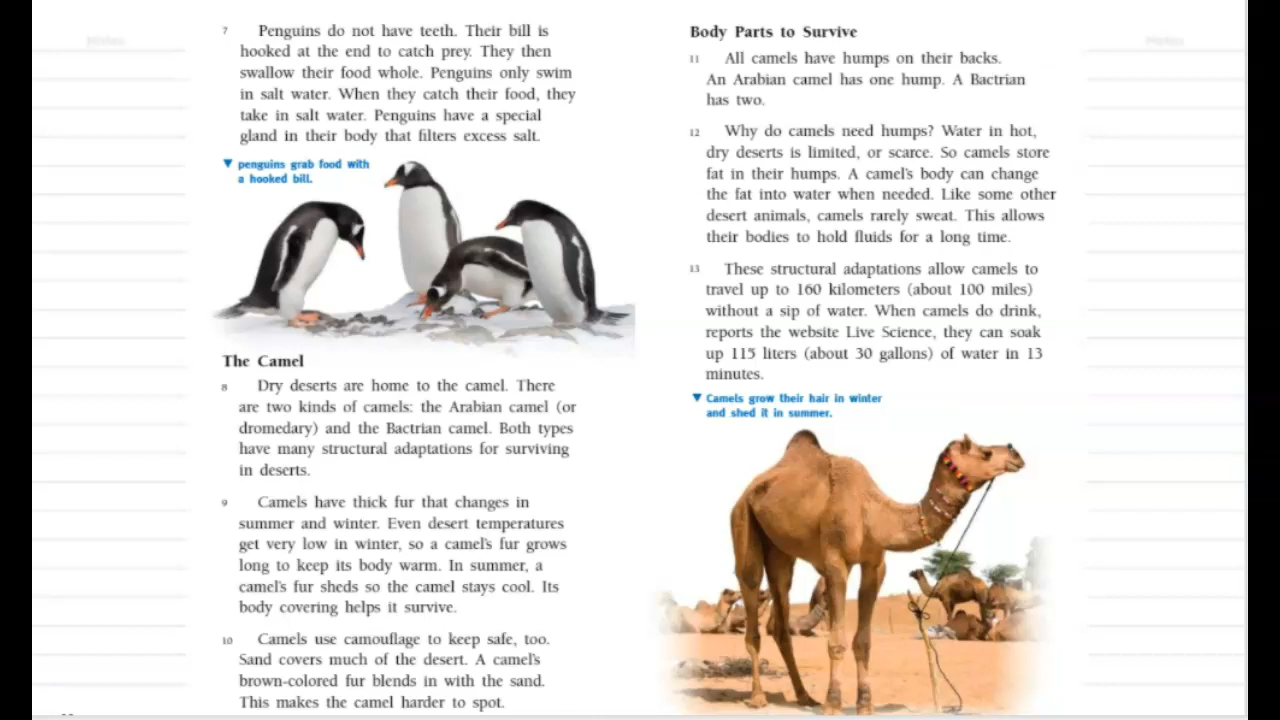 7 Penguins do not have teeth. Their bill is
hooked at the end to catch prey. They then
swallow their food whole. Penguins only swim
in salt water. When they catch their food, they
take in salt water. Penguins have a special
gland in their body that filters excess salt.
▼ penguins grab food with
a hooked bill.
The Camel
8 Dry deserts are home to the camel. There
are two kinds of camels: the Arabian camel (or
dromedary) and the Bactrian camel. Both types
have many structural adaptations for surviving
in deserts.
9 Camels have thick fur that changes in
summer and winter. Even desert temperatures
get very low in winter, so a camel's fur grows
long to keep its body warm. In summer, a
camel's fur sheds so the camel stays cool. Its
body covering helps it survive.
10 Camels use camouflage to keep safe, too.
Sand covers much of the desert. A camel's
brown-colored fur blends in with the sand.
This makes the camel harder to spot.
Body Parts to Survive
11 All camels have humps on their backs.
An Arabian camel has one hump. A Bactrian
has two.
12 Why do camels need humps? Water in hot,
dry deserts is limited, or scarce. So camels store
fat in their humps. A camel's body can change
the fat into water when needed. Like some other
desert animals, camels rarely sweat. This allows
their bodies to hold fluids for a long time.
13 These structural adaptations allow camels to
travel up to 160 kilometers (about 100 miles)
without a sip of water. When camels do drink,
reports the website Live Science, they can soak
up 115 liters (about 30 gallons) of water in 13
minutes.
▼ Camels grow their hair in winter
and shed it in summer.